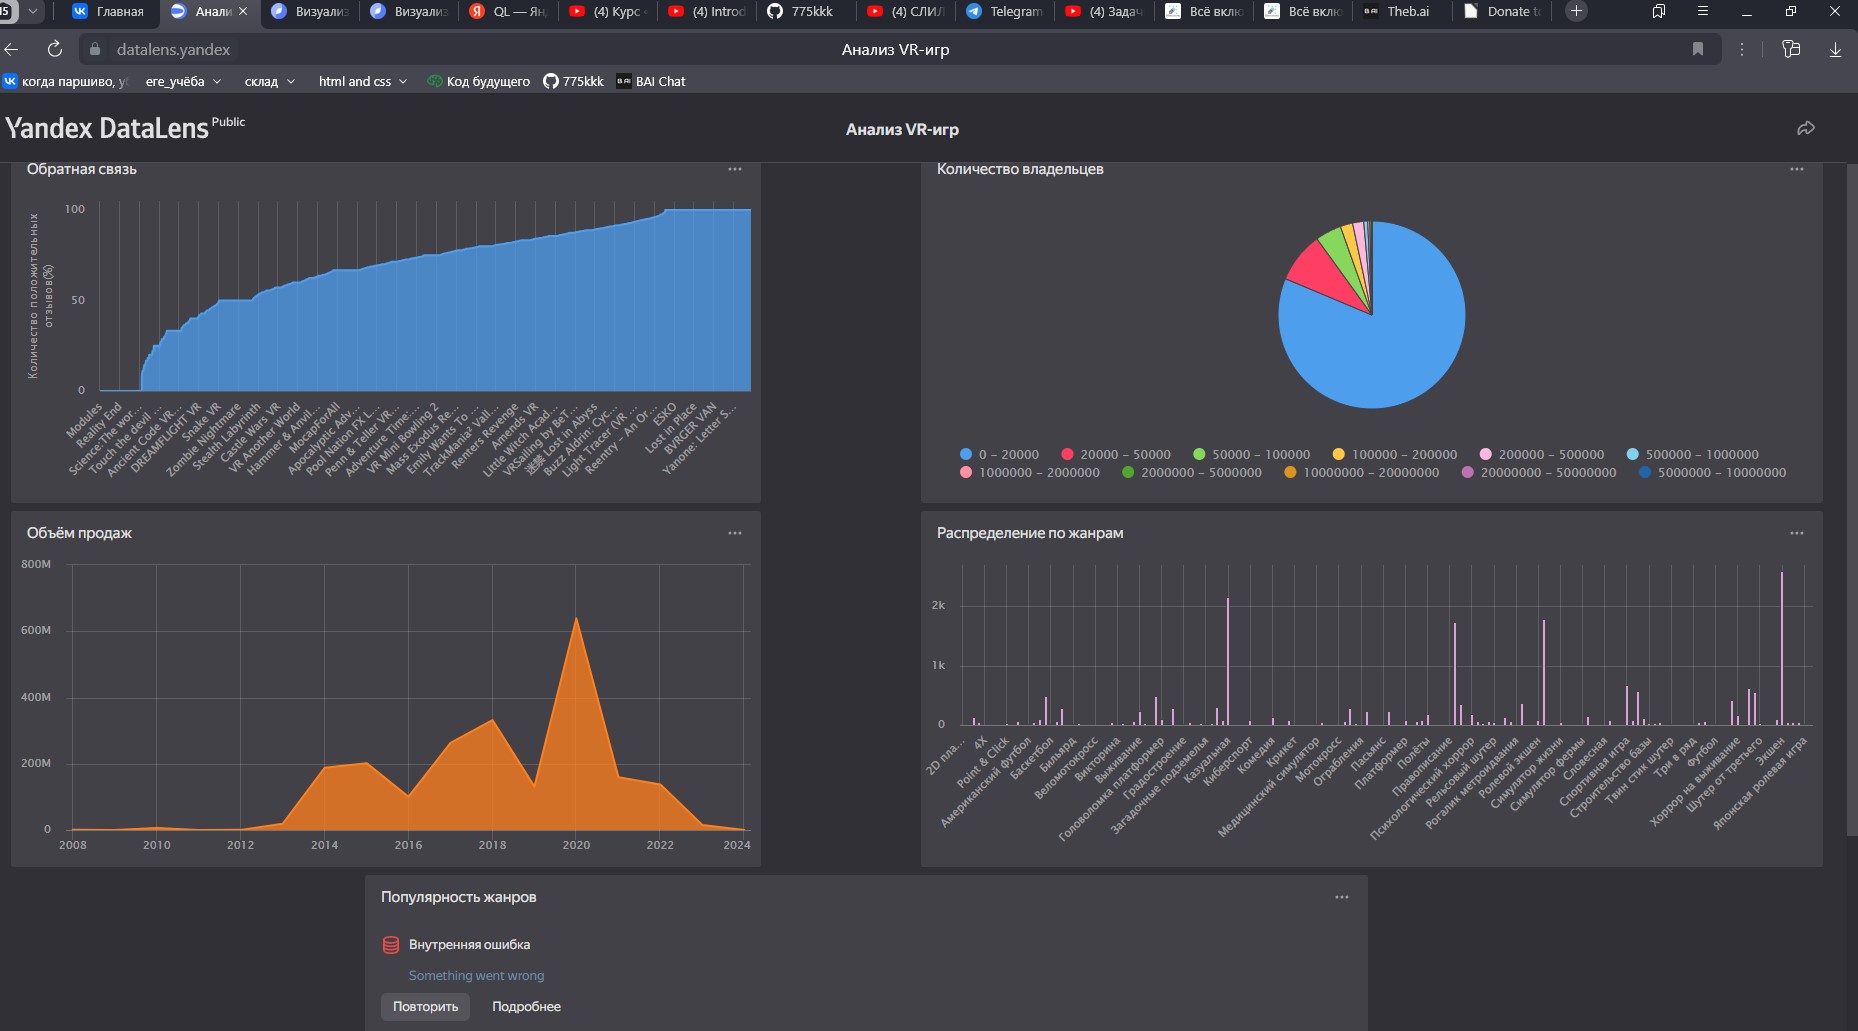 Главная
Анали
Визуализ
Визуализ
QL — Ян
(4) Курс
(4) Introd
775kkk
(4) СЛИЛ
Telegram
(4) Задач
Всё вклю
Всё вклю
Theb.ai
Donate t
datalens.yandex
Анализ VR-игр
когда паршиво, у
еге_учёба
склад
html and css
Код будущего
775kkk
BAI Chat
Yandex DataLens Public
Анализ VR-игр
Обратная связь
Количество положительных
отзывов(%)
100
50
0
Modules
Reality End
Science:The wor...
Touch the devil ...
Ancient Code VR...
DREAMFLIGHT VR
Snake VR
Zombie Nightmare
Stealth Labyrinth
Castle Wars VR
VR Another World
Hammer & Anvil...
MocapForAll
Apocalyptic Adv...
Pool Nation FX L...
Penn & Teller VR...
Adventure Time:...
VR Mini Bowling 2
Mass Exodus Re...
Emily Wants To ...
TrackMania² Vall...
Renters Revenge
Amends VR
Little Witch Acad...
VRSailing by BeT...
迷禁 Lost in Abyss
Buzz Aldrin: Cyc...
Light Tracer (VR ...
Reentry - An Or...
ESKO
Lost in Place
BVRGER VAN
Yanone: Letter S...
Количество владельцев
0 – 20000
20000 – 50000
50000 – 100000
100000 – 200000
200000 – 500000
500000 – 1000000
1000000 – 2000000
2000000 – 5000000
10000000 – 20000000
20000000 – 50000000
5000000 – 10000000
Объём продаж
800M
600M
400M
200M
0
2008
2010
2012
2014
2016
2018
2020
2022
2024
Распределение по жанрам
2k
1k
0
2D пла...
4X
Point & Click
Американский футбол
Баскетбол
Бильярд
Веломотокросс
Викторина
Выживание
Головоломка платформер
Градостроение
Загадочные подземелья
Казуальная
Киберспорт
Комедия
Крикет
Медицинский симулятор
Мотокросс
Ограбления
Пасьянс
Платформер
Полёты
Правописание
Психологический хоррор
Рельсовый шутер
Рогалик метроидвания
Ролевой экшен
Симулятор жизни
Симулятор фермы
Словесная
Спортивная игра
Строительство базы
Твин стик шутер
Три в ряд
Футбол
Хоррор на выживание
Шутер от третьего
Экшен
Японская ролевая игра
Популярность жанров
Внутренняя ошибка
Something went wrong
Повторить
Подробнее